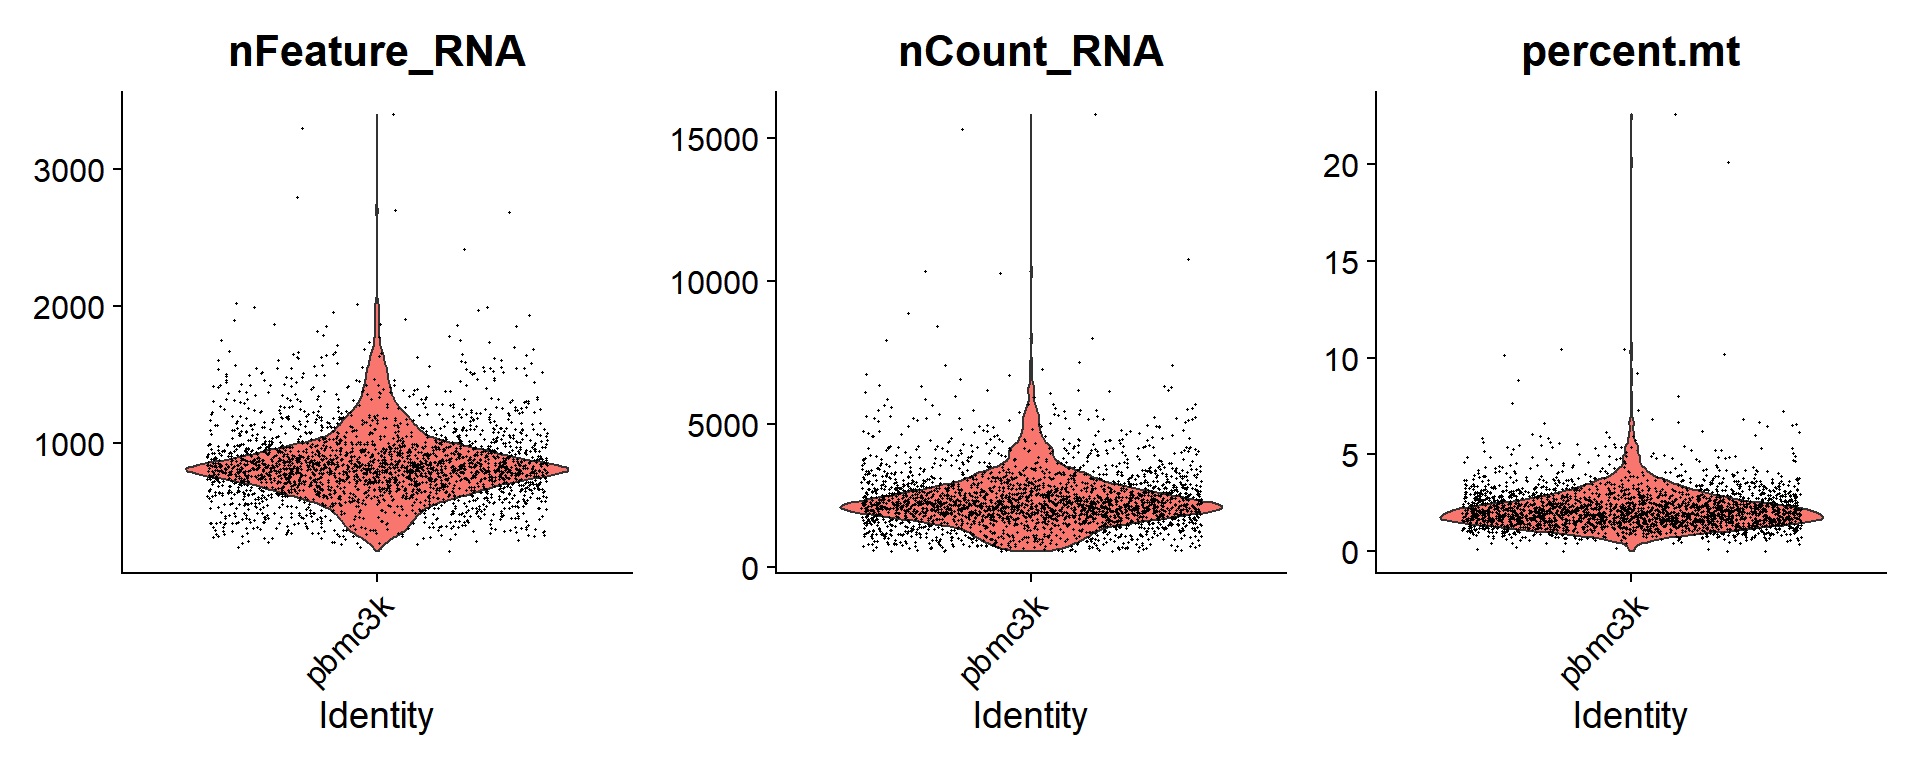 nFeature_RNA
3000
2000
1000
pbmc3k
Identity
nCount_RNA
15000
10000
5000
0
pbmc3k
Identity
percent.mt
20
15
10
5
0
pbmc3k
Identity